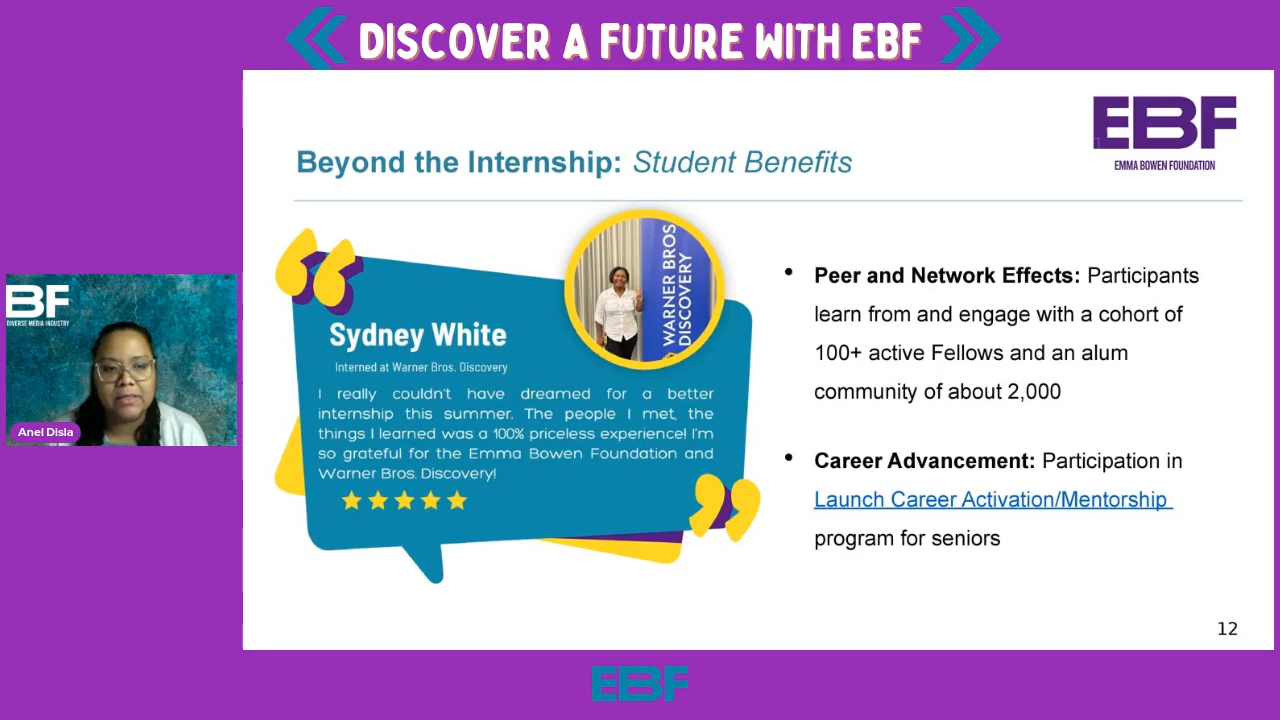 DISCOVER A FUTURE WITH EBF
EBF
EMMA BOWEN FOUNDATION
Beyond the Internship: Student Benefits
WARNER BROS
DISCOVERY
Sydney White
Interned at Warner Bros. Discovery
I really couldn't have dreamed for a better
internship this summer. The people I met, the
things I learned was a 100% priceless experience! I'm
so grateful for the Emma Bowen Foundation and
Warner Bros. Discovery!
• Peer and Network Effects: Participants
learn from and engage with a cohort of
100+ active Fellows and an alum
community of about 2,000
• Career Advancement: Participation in
Launch Career Activation/Mentorship
program for seniors
12
BF
DIVERSE MEDIA INDUSTRY
Anel Disla
EBF